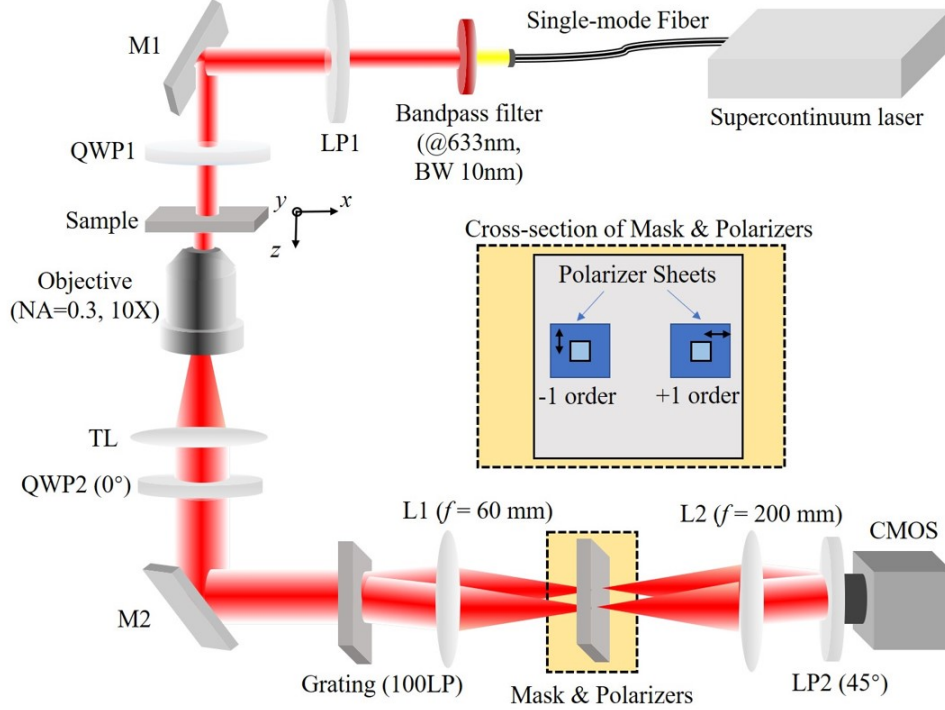 Single-mode Fiber
M1
Bandpass filter
(@633nm,
BW 10nm)
LP1
Supercontinuum laser
QWP1
Sample
y
x
z
Cross-section of Mask & Polarizers
Polarizer Sheets
-1 order
+1 order
Objective
(NA=0.3, 10X)
TL
QWP2 (0°)
L1 (f = 60 mm)
L2 (f = 200 mm)
CMOS
M2
Grating (100LP)
Mask & Polarizers
LP2 (45°)